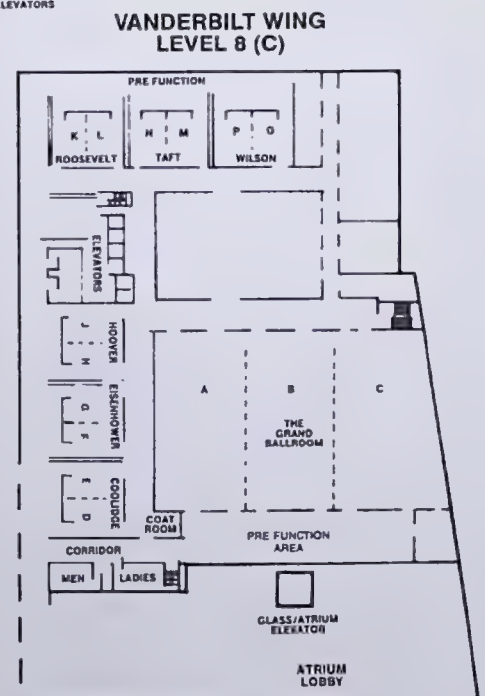 ELEVATORS
VANDERBILT WING
LEVEL 8 (C)
PRE FUNCTION
K L
ROOSEVELT
H M
TAFT
P O
WILSON
ELEVATORS
J
H
HOOVER
G
F
EISENHOWER
E
D
COOLIDGE
A
B
C
THE
GRAND
BALLROOM
COAT
ROOM
PRE FUNCTION
AREA
CORRIDOR
MEN
LADIES
GLASS/ATRIUM
ELEVATOR
ATRIUM
LOBBY